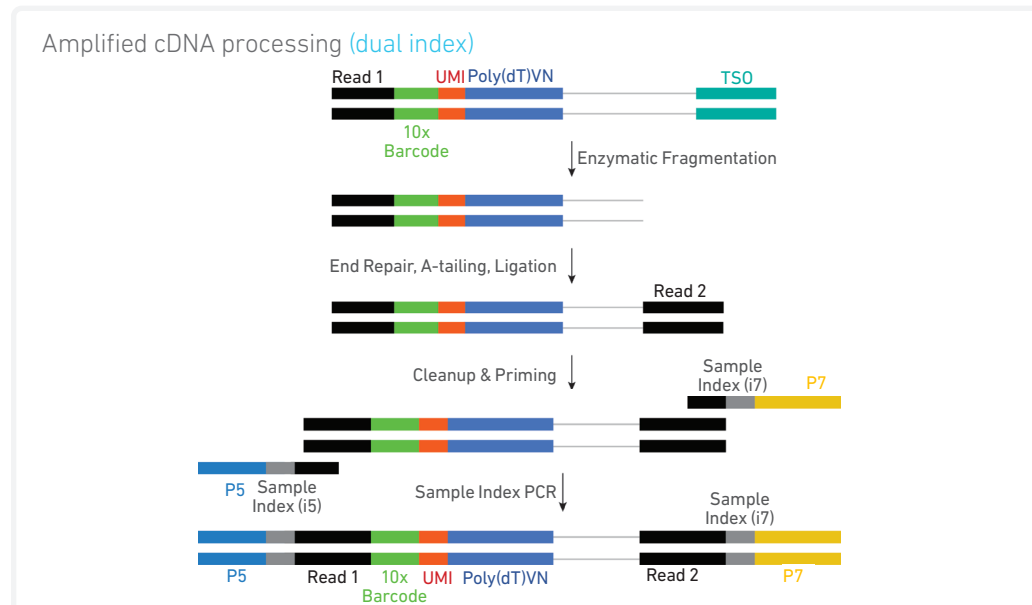 Amplified cDNA processing (dual index)
Read 1 UMI Poly(dT)VN TSO
10x
Barcode
Enzymatic Fragmentation
End Repair, A-tailing, Ligation
Read 2
Cleanup & Priming
Sample
Index (i7) P7
P5 Sample
Index (i5)
Sample Index PCR
Sample
Index (i7)
P5 Read 1 10x UMI Poly(dT)VN Read 2 P7
Barcode